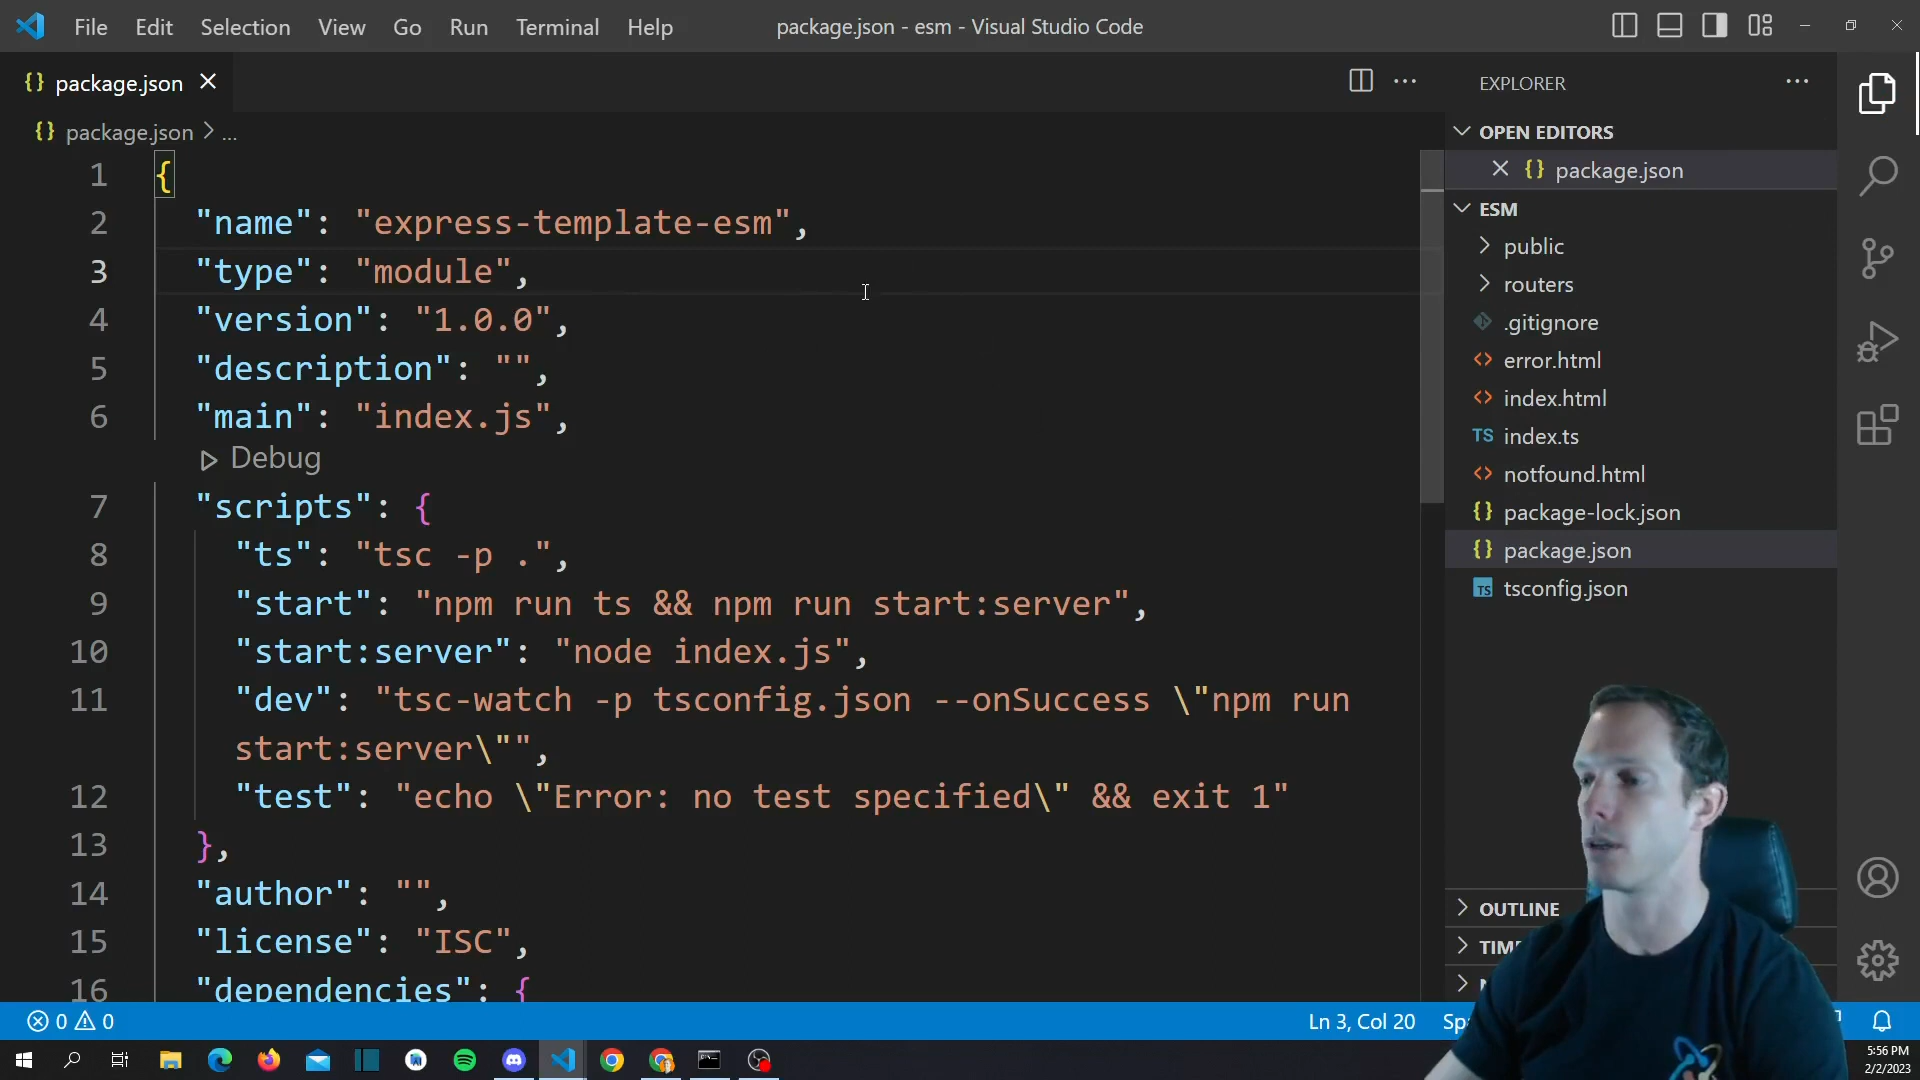 File Edit Selection View Go Run Terminal Help
package.json - esm - Visual Studio Code
package.json
package.json > ...
1 {
2 "name": "express-template-esm",
3 "type": "module",
4 "version": "1.0.0",
5 "description": "",
6 "main": "index.js",
Debug
7 "scripts": {
8 "ts": "tsc -p .",
9 "start": "npm run ts && npm run start:server",
10 "start:server": "node index.js",
11 "dev": "tsc-watch -p tsconfig.json --onSuccess \"npm run
start:server\"",
12 "test": "echo \"Error: no test specified\" && exit 1"
13 },
14 "author": "",
15 "license": "ISC",
16 "dependencies": {
EXPLORER
OPEN EDITORS
package.json
ESM
public
routers
.gitignore
error.html
index.html
TS index.ts
notfound.html
package-lock.json
package.json
TS tsconfig.json
OUTLINE
0 0
Ln 3, Col 20
5:56 PM
2/2/2023